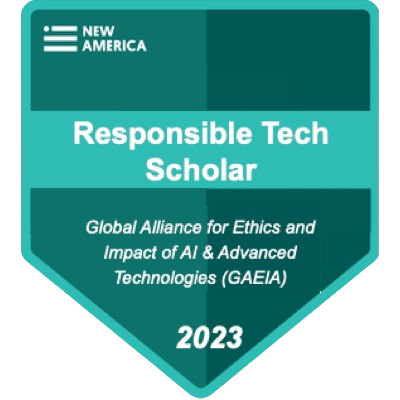 NEW
AMERICA
Responsible Tech
Scholar
Global Alliance for Ethics and
Impact of AI & Advanced
Technologies (GAEIA)
2023